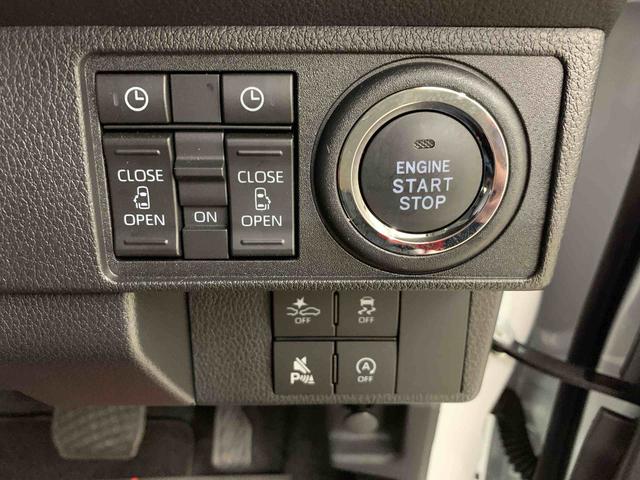 CLOSE
OPEN
ON
CLOSE
OPEN
ENGINE
START
STOP
OFF
OFF
P
A
OFF